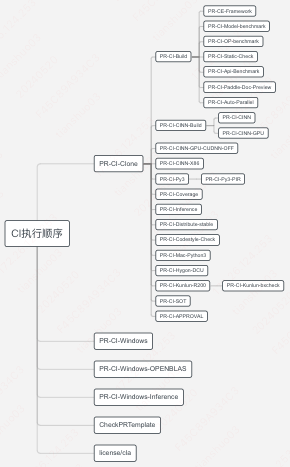 CI执行顺序
PR-CI-Clone
PR-CI-Build
PR-CE-Framework
PR-CI-Model-benchmark
PR-CI-OP-benchmark
PR-CI-Static-Check
PR-CI-Api-Benchmark
PR-CI-Paddle-Doc-Preview
PR-CI-Auto-Parallel
PR-CI-CINN-Build
PR-CI-CINN
PR-CI-CINN-GPU
PR-CI-CINN-GPU-CUDNN-OFF
PR-CI-CINN-X86
PR-CI-Py3
PR-CI-Py3-PIR
PR-CI-Coverage
PR-CI-Inference
PR-CI-Distribute-stable
PR-CI-Codestyle-Check
PR-CI-Mac-Python3
PR-CI-Hygon-DCU
PR-CI-Kunlun-R200
PR-CI-Kunlun-bscheck
PR-CI-SOT
PR-CI-APPROVAL
PR-CI-Windows
PR-CI-Windows-OPENBLAS
PR-CI-Windows-Inference
CheckPRTemplate
license/cla